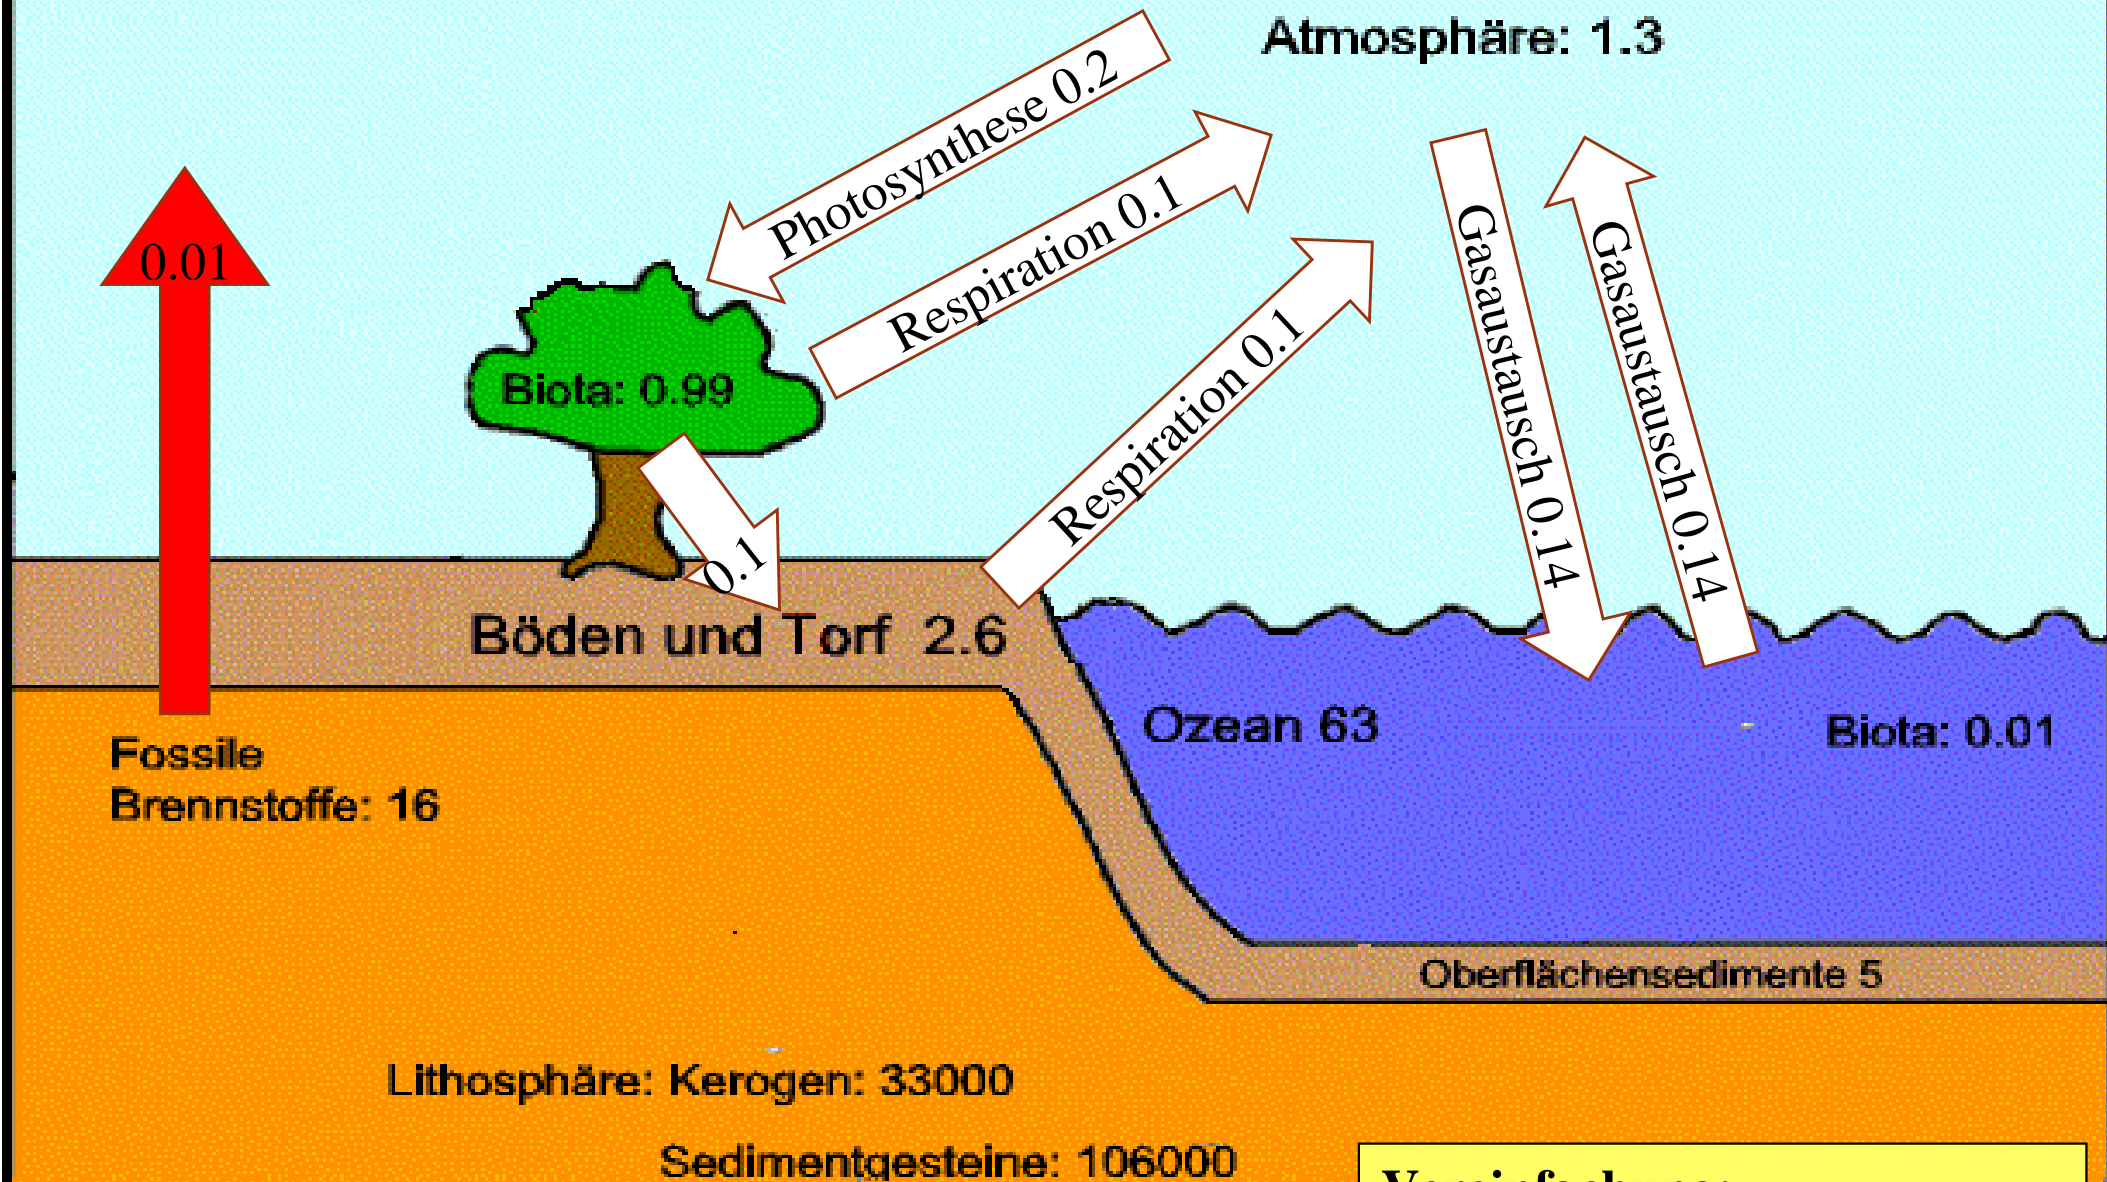 Atmosphäre: 1.3
Photosynthese 0.2
Respiration 0.1
Respiration 0.1
Gasaustausch 0.14
Gasaustausch 0.14
0.01
Biota: 0.99
0.1
Böden und Torf 2.6
Ozean 63
Biota: 0.01
Fossile
Brennstoffe: 16
Oberflächensedimente 5
Lithosphäre: Kerogen: 33000
Sedimentgesteine: 106000